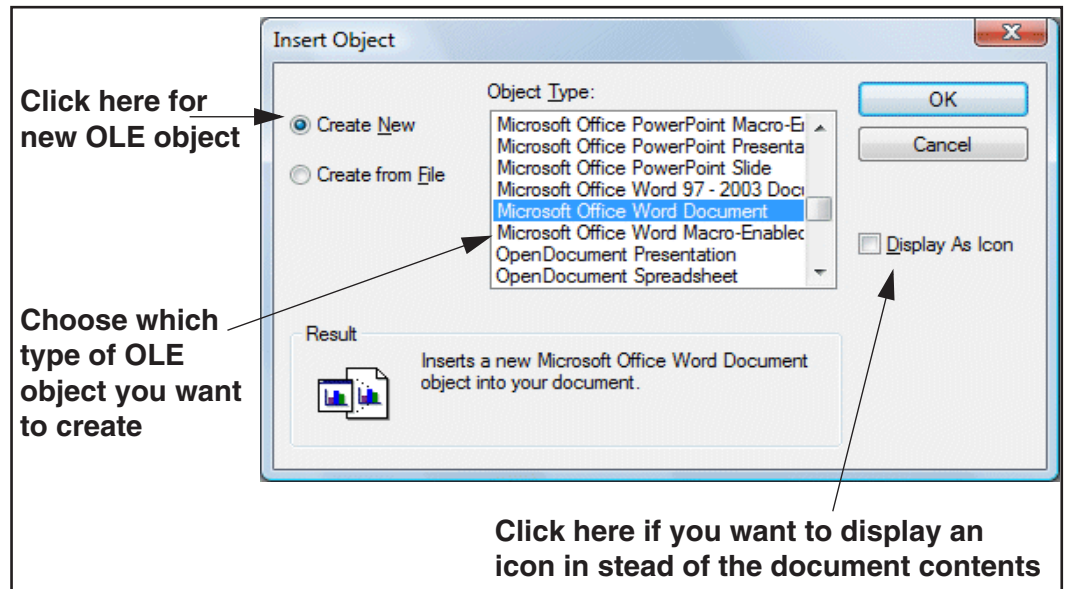 Insert Object
Click here for
new OLE object
Create New
Create from File
Object Type:
Microsoft Office PowerPoint Macro-E
Microsoft Office PowerPoint Presenta
Microsoft Office PowerPoint Slide
Microsoft Office Word 97 - 2003 Docu
Microsoft Office Word Document
Microsoft Office Word Macro-Enabled
OpenDocument Presentation
OpenDocument Spreadsheet
OK
Cancel
Display As Icon
Choose which
type of OLE
object you want
to create
Result
Inserts a new Microsoft Office Word Document
object into your document.
Click here if you want to display an
icon in stead of the document contents